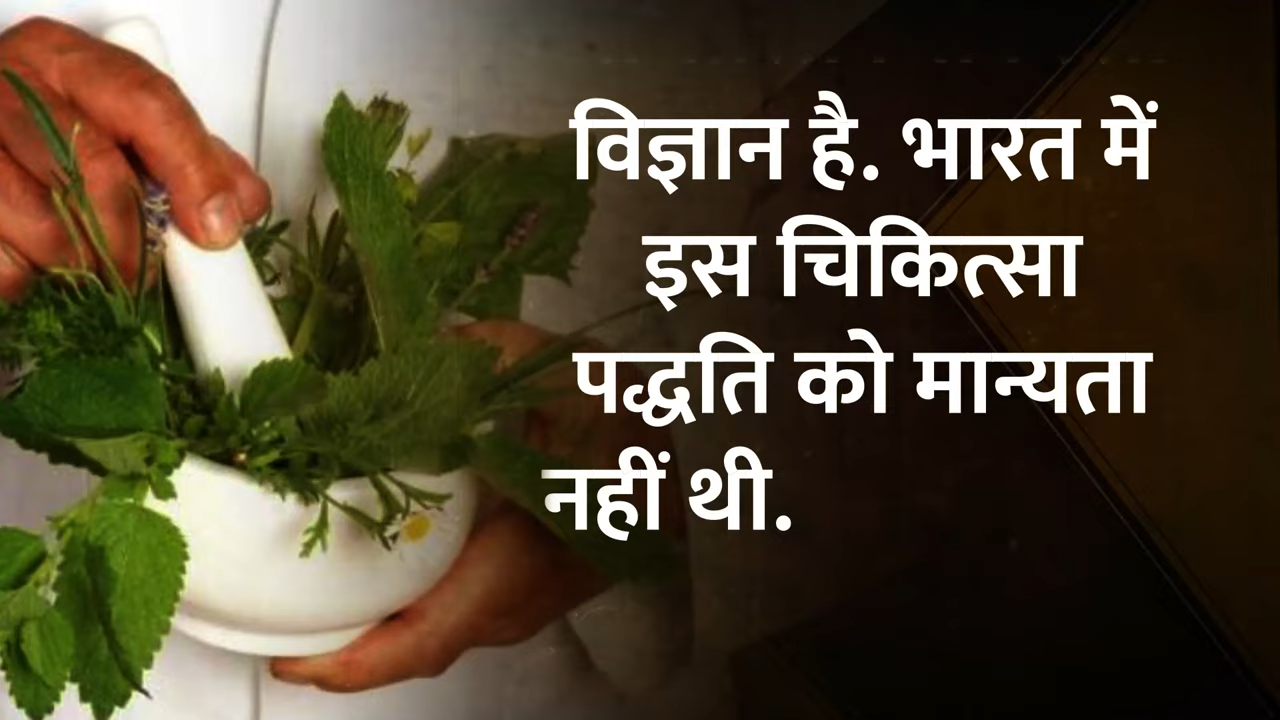 विज्ञान है. भारत में
इस चिकित्सा
पद्धति को मान्यता
नहीं थी.